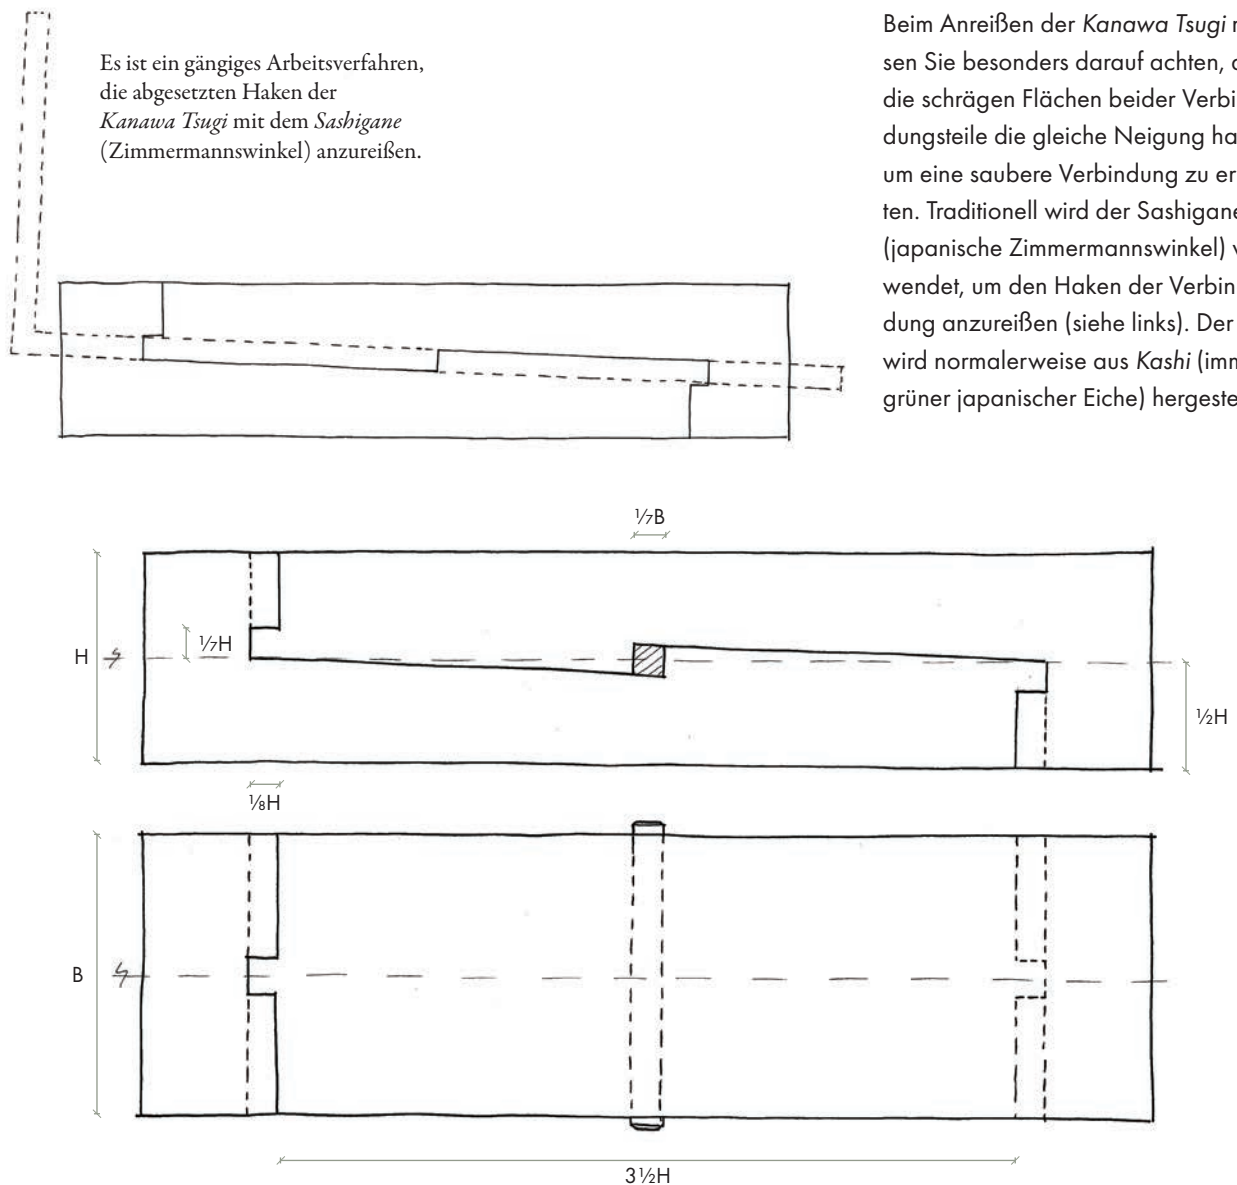 Es ist ein gängiges Arbeitsverfahren,
die abgesetzten Haken der
Kanawa Tsugi mit dem Sashigane
(Zimmermannswinkel) anzureißen.
Beim Anreißen der Kanawa Tsugi
sen Sie besonders darauf achten,
die schrägen Flächen beider Verbi
dungsteile die gleiche Neigung ha
um eine saubere Verbindung zu er
ten. Traditionell wird der Sashigane
(japanische Zimmermannswinkel)
wendet, um den Haken der Verbin
dung anzureißen (siehe links). Der
wird normalerweise aus Kashi (imm
grüner japanischer Eiche) hergeste
⅐B
H
⅐H
½H
⅛H
B
3 ½H